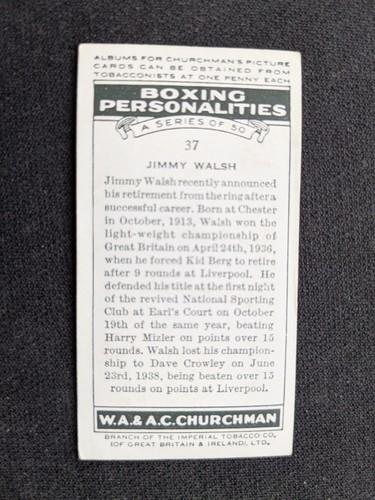 ALBUMS FOR CHURCHMAN'S PICTURE
CARDS CAN BE OBTAINED FROM
TOBACCONISTS AT ONE PENNY EACH
BOXING
PERSONALITIES
A SERIES OF 50
37
JIMMY WALSH
Jimmy Walsh recently announced
his retirement from the ring after a
successful career. Born at Chester
in October, 1913, Walsh won the
light-weight championship of
Great Britain on April 24th, 1936,
when he forced Kid Berg to retire
after 9 rounds at Liverpool. He
defended his title at the first night
of the revived National Sporting
Club at Earl's Court on October
19th of the same year, beating
Harry Mizler on points over 15
rounds. Walsh lost his champion-
ship to Dave Crowley on June
23rd, 1938, being beaten over 15
rounds on points at Liverpool.
W.A. & A.C. CHURCHMAN
BRANCH OF THE IMPERIAL TOBACCO CO.
(OF GREAT BRITAIN & IRELAND), LTD.